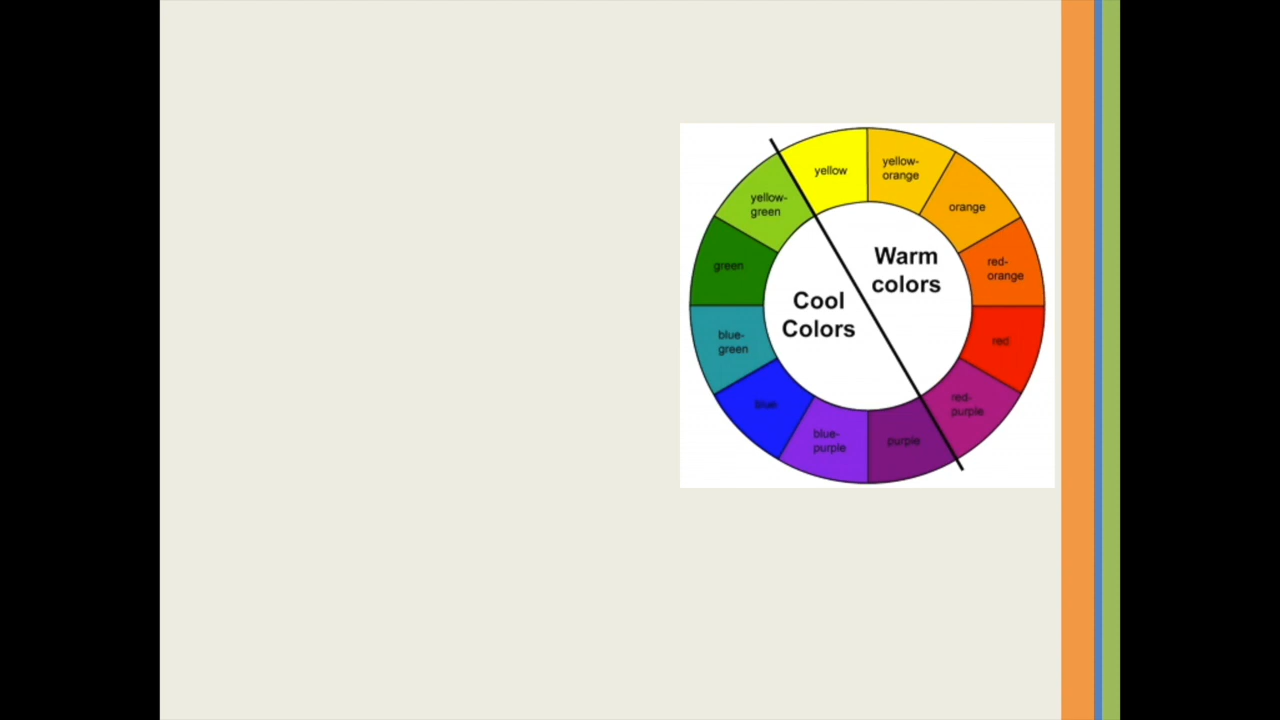 yellow
yellow-
orange
orange
red-
orange
red
red-
purple
purple
blue-
purple
blue
blue-
green
green
yellow-
green
Warm
colors
Cool
Colors